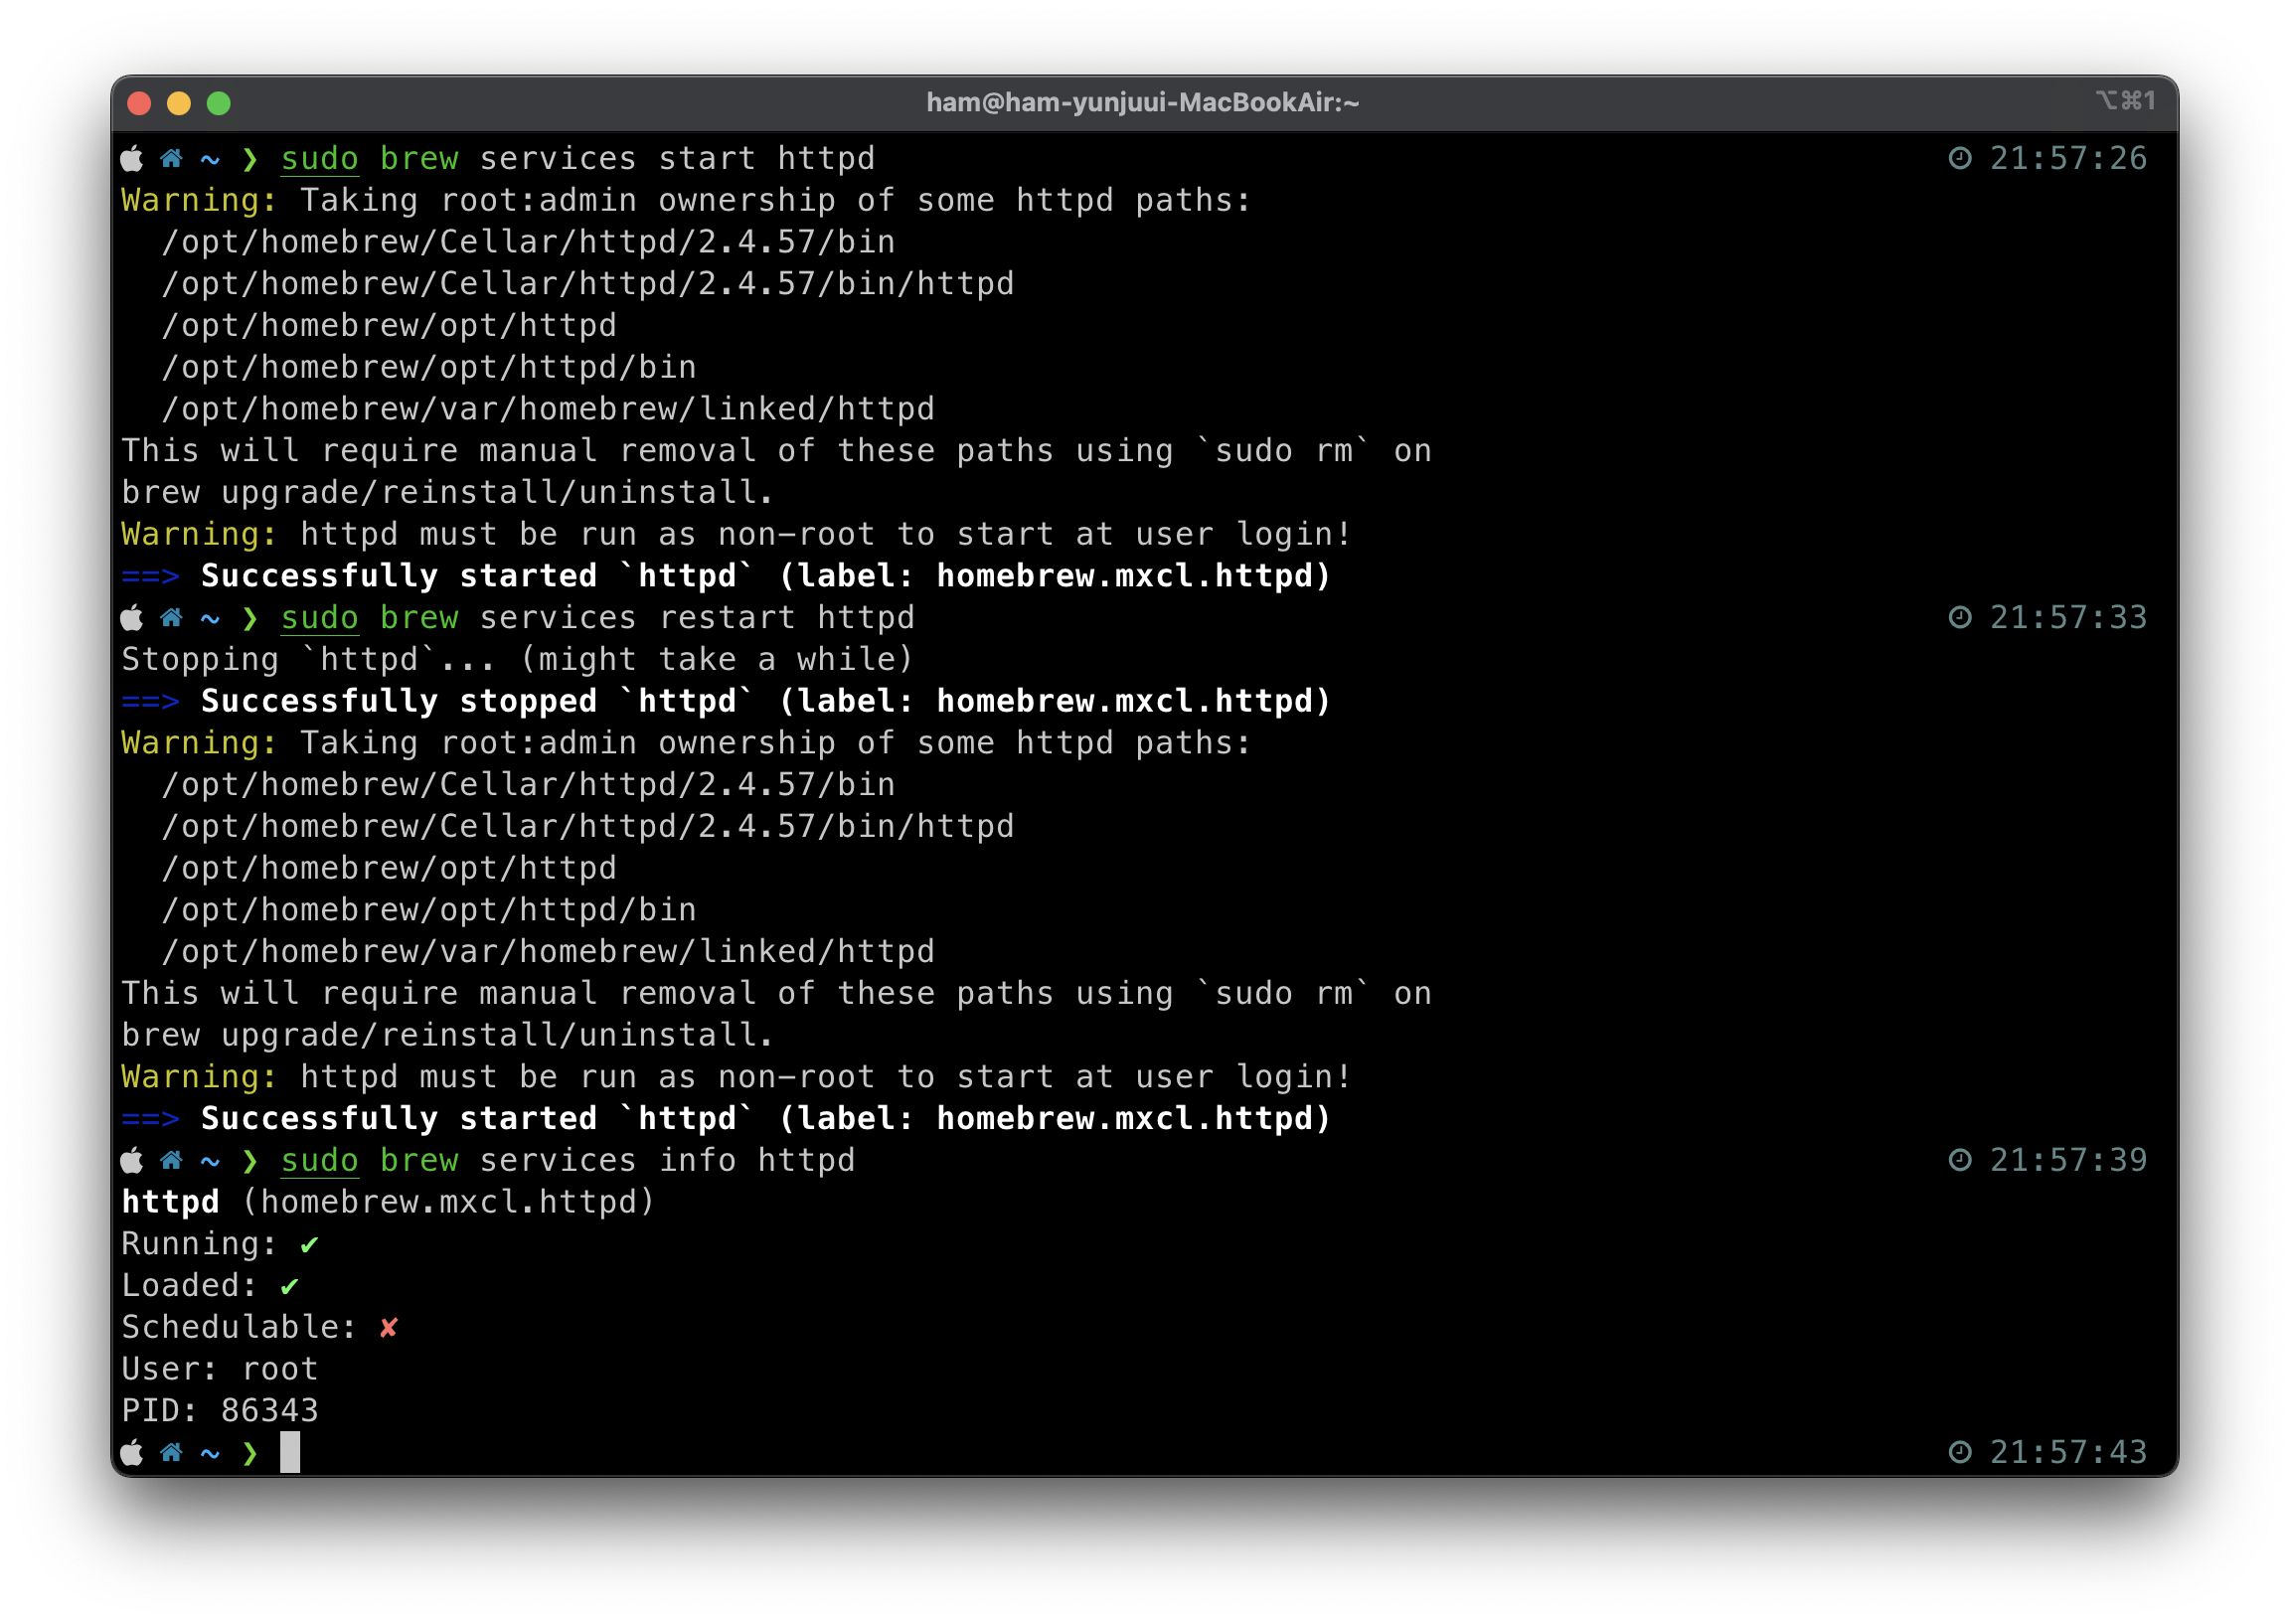 ham@ham-yunjuui-MacBookAir:~ ⌥⌘1
~ ❯ sudo brew services start httpd 21:57:26
Warning: Taking root:admin ownership of some httpd paths:
  /opt/homebrew/Cellar/httpd/2.4.57/bin
  /opt/homebrew/Cellar/httpd/2.4.57/bin/httpd
  /opt/homebrew/opt/httpd
  /opt/homebrew/opt/httpd/bin
  /opt/homebrew/var/homebrew/linked/httpd
This will require manual removal of these paths using `sudo rm` on
brew upgrade/reinstall/uninstall.
Warning: httpd must be run as non-root to start at user login!
==> Successfully started `httpd` (label: homebrew.mxcl.httpd)
~ ❯ sudo brew services restart httpd 21:57:33
Stopping `httpd`... (might take a while)
==> Successfully stopped `httpd` (label: homebrew.mxcl.httpd)
Warning: Taking root:admin ownership of some httpd paths:
  /opt/homebrew/Cellar/httpd/2.4.57/bin
  /opt/homebrew/Cellar/httpd/2.4.57/bin/httpd
  /opt/homebrew/opt/httpd
  /opt/homebrew/opt/httpd/bin
  /opt/homebrew/var/homebrew/linked/httpd
This will require manual removal of these paths using `sudo rm` on
brew upgrade/reinstall/uninstall.
Warning: httpd must be run as non-root to start at user login!
==> Successfully started `httpd` (label: homebrew.mxcl.httpd)
~ ❯ sudo brew services info httpd 21:57:39
httpd (homebrew.mxcl.httpd)
Running: ✔
Loaded: ✔
Schedulable: ✘
User: root
PID: 86343
~ ❯ 21:57:43